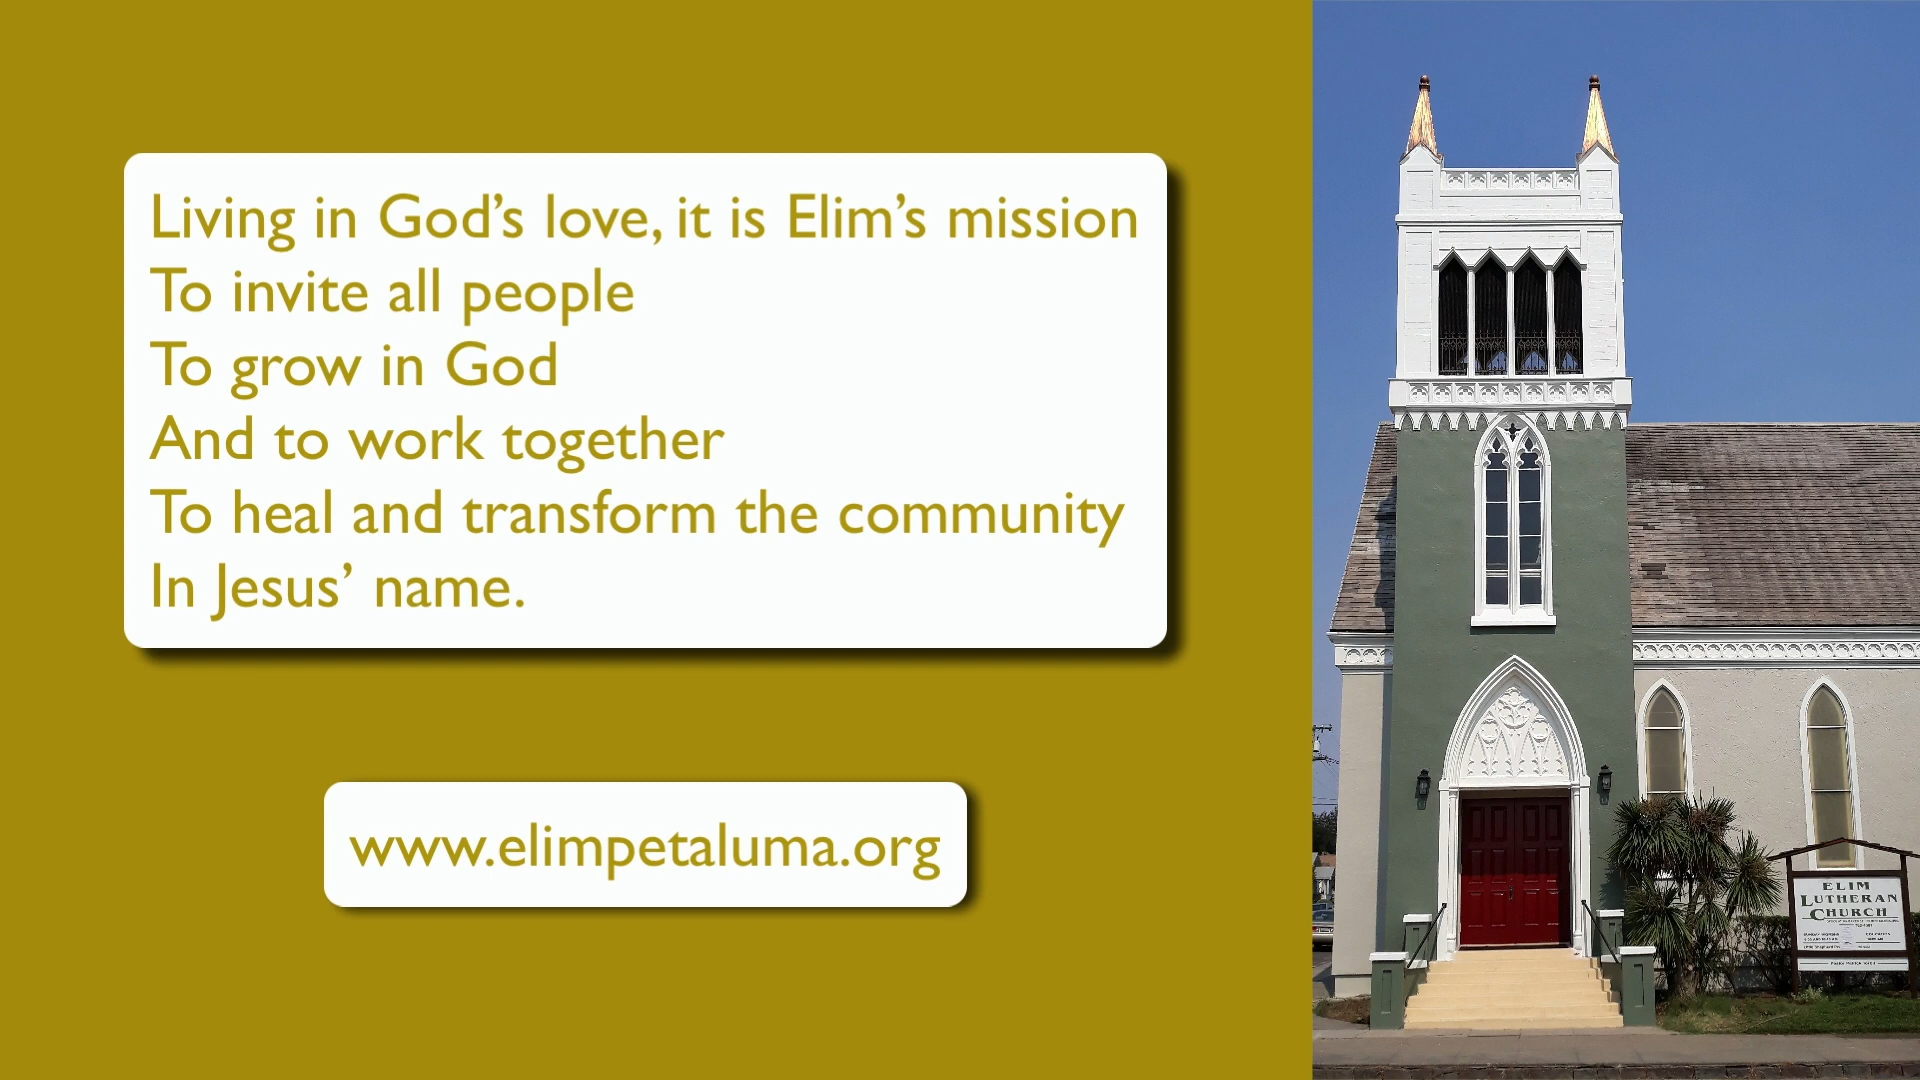 Living in God’s love, it is Elim’s mission
To invite all people
To grow in God
And to work together
To heal and transform the community
In Jesus’ name.
www.elimpetaluma.org
ELIM
LUTHERAN
CHURCH